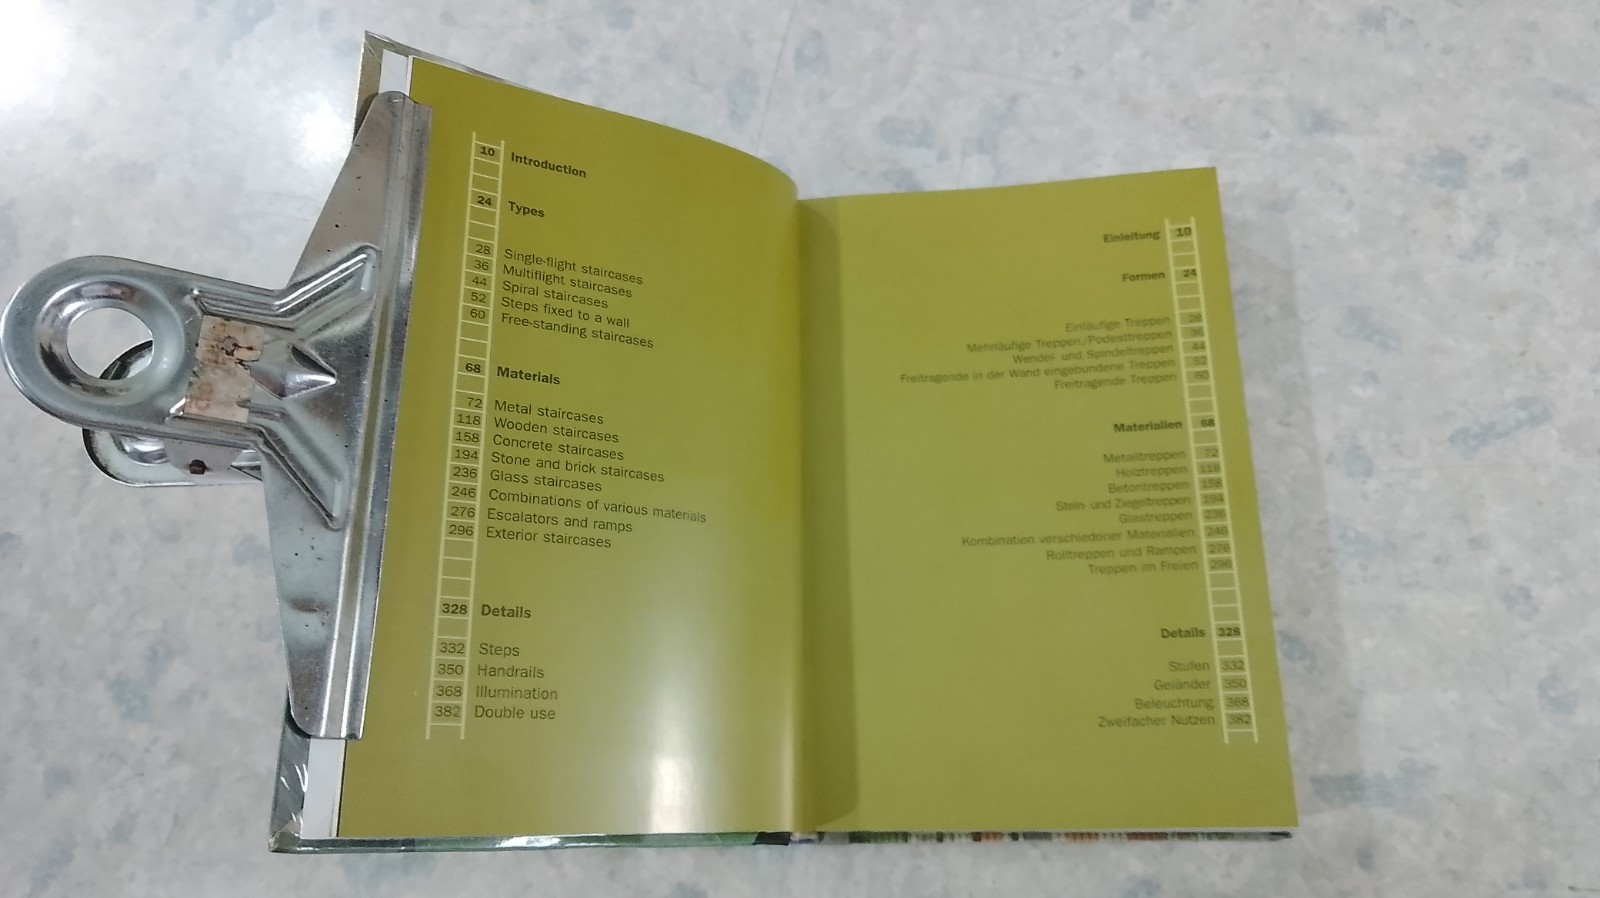 10 Introduction
24 Types
28 Single-flight staircases
36 Multiflight staircases
44 Spiral staircases
52 Steps fixed to a wall
60 Free-standing staircases
68 Materials
72 Metal staircases
118 Wooden staircases
158 Concrete staircases
194 Stone and brick staircases
236 Glass staircases
246 Combinations of various materials
276 Escalators and ramps
296 Exterior staircases
328 Details
332 Steps
350 Handrails
368 Illumination
382 Double use
Einleitung 10
Formen 24
Einläufige Treppen 28
Mehrläufige Treppen/Podesttreppen 36
Wendel- und Spindeltreppen 44
Freitragende in der Wand eingebundene Treppen 52
Freitragende Treppen 60
Materialien 68
Metalltreppen 72
Holztreppen 118
Betontreppen 158
Stein- und Ziegeltreppen 194
Glastreppen 236
Kombination verschiedener Materialien 246
Rolltreppen und Rampen 276
Treppen im Freien 296
Details 328
Stufen 332
Geländer 350
Beleuchtung 368
Zweifacher Nutzen 382